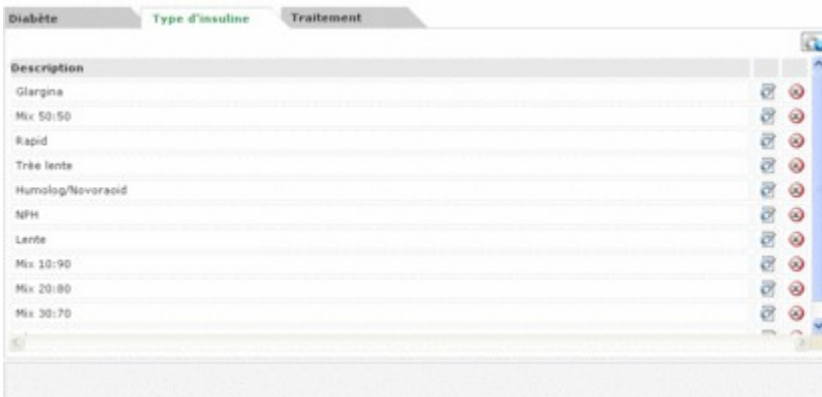 Diabète Type d'insuline Traitement
Description
Glargina
Mix 50:50
Rapid
Trèe lente
Humolog/Novoraoid
NPH
Lente
Mix 10:90
Mix 20:80
Mix 30:70